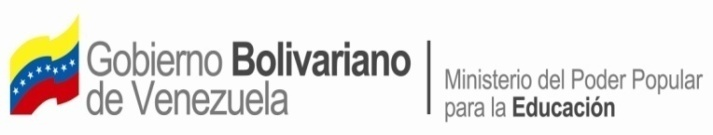 Gobierno Bolivariano
de Venezuela
Ministerio del Poder Popular
para la Educación